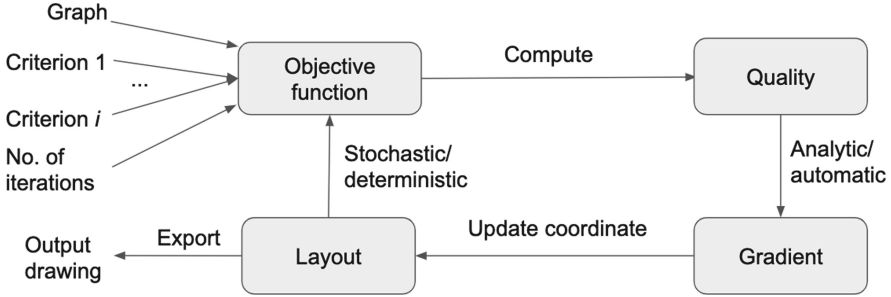 Graph
Criterion 1
...
Criterion i
No. of
iterations
Objective
function
Compute
Quality
Stochastic/
deterministic
Analytic/
automatic
Output
drawing
Export
Layout
Update coordinate
Gradient